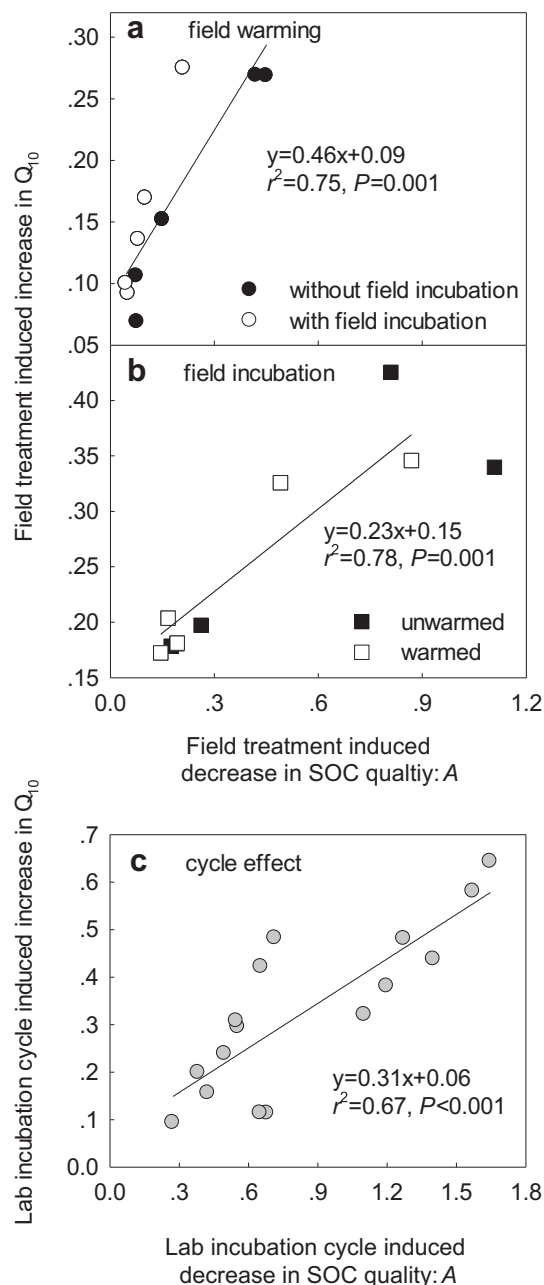 a field warming
.30
.25
.20
.15
.10
.05
y=0.46x+0.09
r²=0.75, P=0.001
without field incubation
with field incubation
Field treatment induced increase in Q₁₀
b field incubation
.40
.35
.30
.25
.20
.15
y=0.23x+0.15
r²=0.78, P=0.001
unwarmed
warmed
0.0 .3 .6 .9 1.2
Field treatment induced
decrease in SOC qualtiy: A
Lab incubation cycle induced increase in Q₁₀
c cycle effect
.7
.6
.5
.4
.3
.2
.1
0.0
y=0.31x+0.06
r²=0.67, P<0.001
0.0 .3 .6 .9 1.2 1.5 1.8
Lab incubation cycle induced
decrease in SOC quality: A